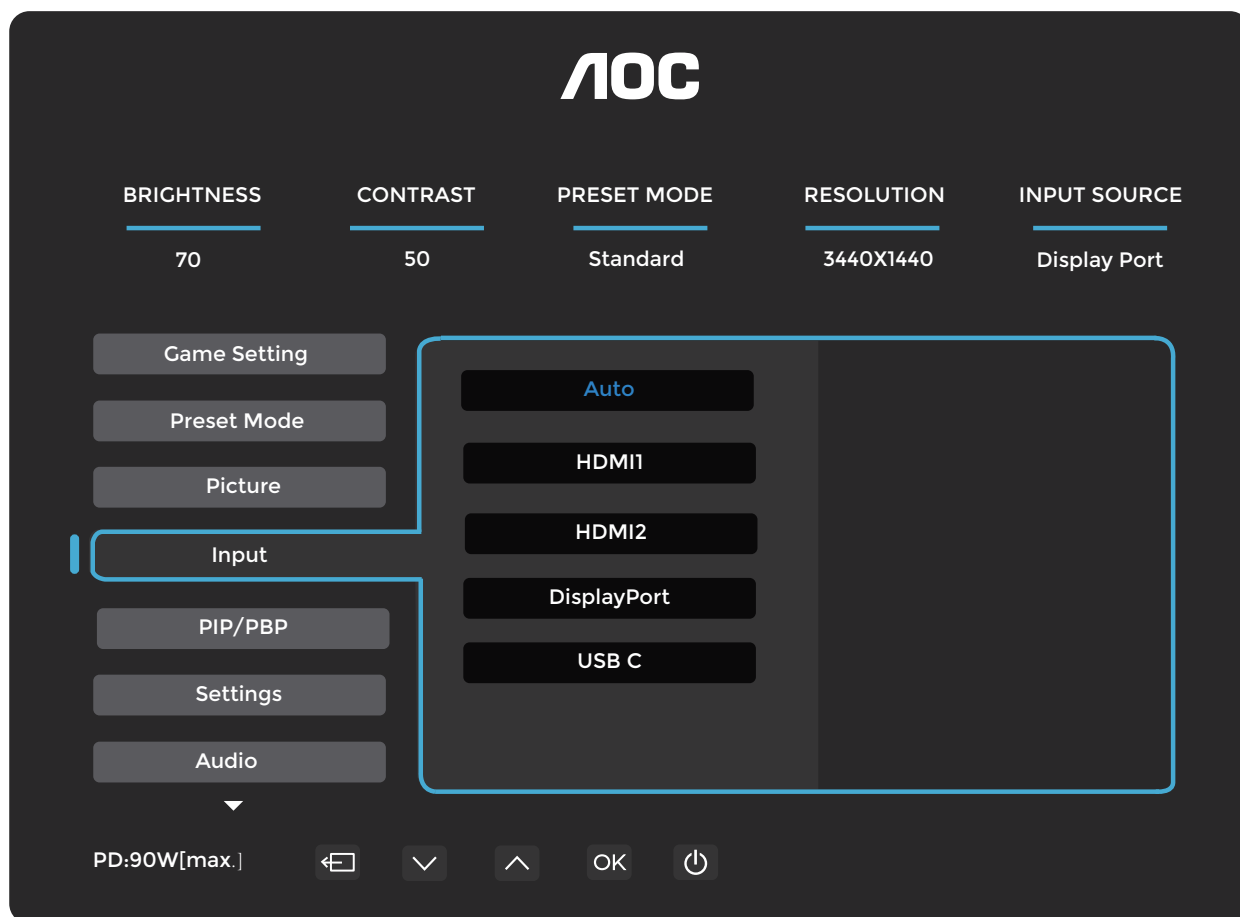 AOC
BRIGHTNESS CONTRAST PRESET MODE RESOLUTION INPUT SOURCE
70 50 Standard 3440X1440 Display Port
Game Setting
Preset Mode
Picture
Input
PIP/PBP
Settings
Audio
Auto
HDMI1
HDMI2
DisplayPort
USB C
PD:90W[max.] OK